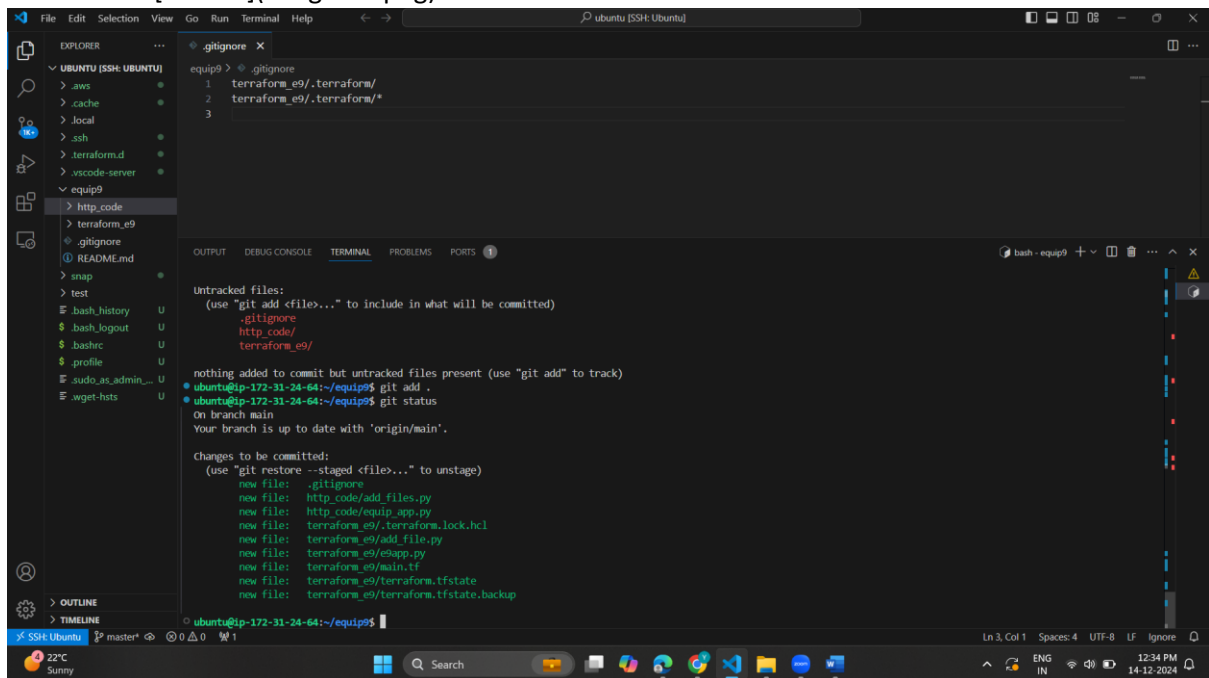 File Edit Selection View Go Run Terminal Help
ubuntu [SSH: Ubuntu]
EXPLORER
.gitignore
UBUNTU [SSH: UBUNTU]
.aws
.cache
.local
.ssh
.terraform.d
.vscode-server
equip9
http_code
terraform_e9
.gitignore
README.md
snap
test
.bash_history U
.bash_logout U
.bashrc U
.profile U
.sudo_as_admin_... U
.wget-hsts U
OUTLINE
TIMELINE
1K+
equip9 > .gitignore
1 terraform_e9/.terraform/
2 terraform_e9/.terraform/*
3
OUTPUT DEBUG CONSOLE TERMINAL PROBLEMS PORTS 1
bash - equip9
Untracked files:
(use "git add <file>..." to include in what will be committed)
.gitignore
http_code/
terraform_e9/
nothing added to commit but untracked files present (use "git add" to track)
ubuntu@ip-172-31-24-64:~/equip9$ git add .
ubuntu@ip-172-31-24-64:~/equip9$ git status
On branch main
Your branch is up to date with 'origin/main'.
Changes to be committed:
(use "git restore --staged <file>..." to unstage)
new file: .gitignore
new file: http_code/add_files.py
new file: http_code/equip_app.py
new file: terraform_e9/.terraform.lock.hcl
new file: terraform_e9/add_file.py
new file: terraform_e9/e9app.py
new file: terraform_e9/main.tf
new file: terraform_e9/terraform.tfstate
new file: terraform_e9/terraform.tfstate.backup
ubuntu@ip-172-31-24-64:~/equip9$
SSH: Ubuntu master* 0 0 1
Ln 3, Col 1 Spaces: 4 UTF-8 LF Ignore
4
22°C
Sunny
Search
zoom
ENG
IN
12:34 PM
14-12-2024